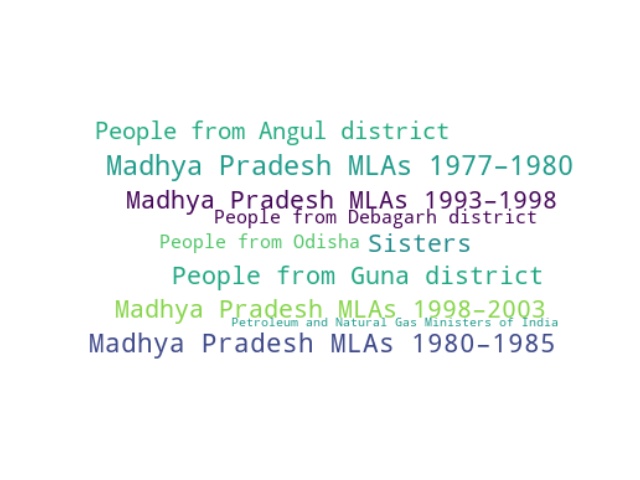 People from Angul district
Madhya Pradesh MLAs 1977–1980
Madhya Pradesh MLAs 1993–1998
People from Debagarh district
People from Odisha
Sisters
People from Guna district
Madhya Pradesh MLAs 1998–2003
Petroleum and Natural Gas Ministers of India
Madhya Pradesh MLAs 1980–1985